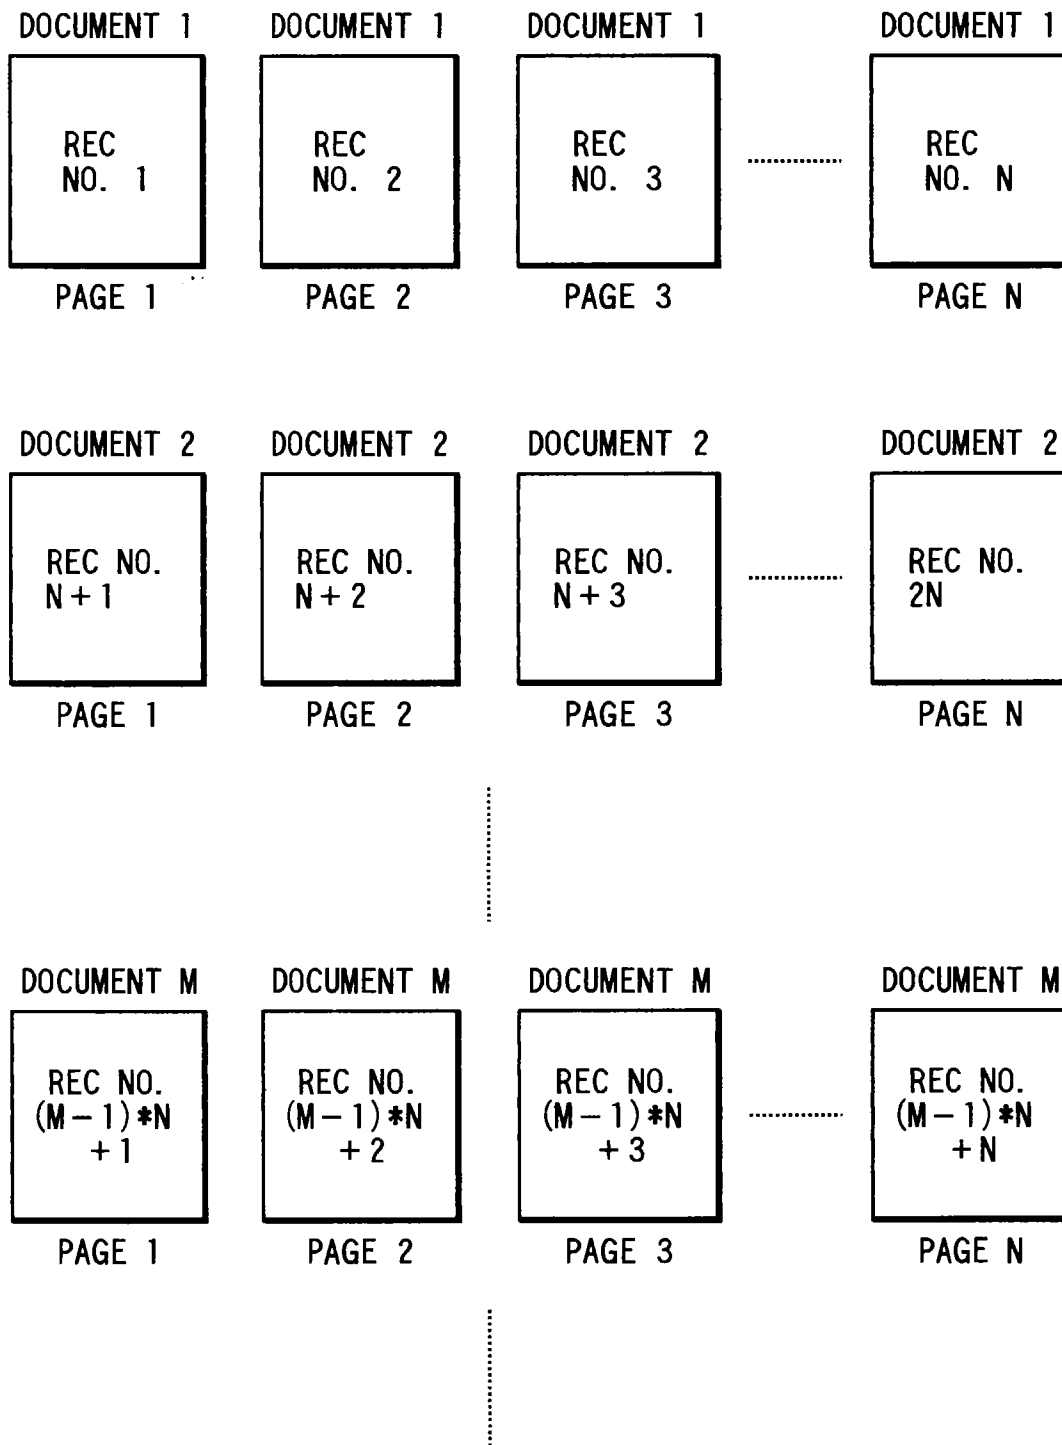 DOCUMENT 1 DOCUMENT 1 DOCUMENT 1 DOCUMENT 1
REC REC REC REC
NO. 1 NO. 2 NO. 3 NO. N
PAGE 1 PAGE 2 PAGE 3 PAGE N
DOCUMENT 2 DOCUMENT 2 DOCUMENT 2 DOCUMENT 2
REC NO. REC NO. REC NO. REC NO.
N+1 N+2 N+3 2N
PAGE 1 PAGE 2 PAGE 3 PAGE N
DOCUMENT M DOCUMENT M DOCUMENT M DOCUMENT M
REC NO. REC NO. REC NO. REC NO.
(M-1)*N (M-1)*N (M-1)*N (M-1)*N
+1 +2 +3 +N
PAGE 1 PAGE 2 PAGE 3 PAGE N